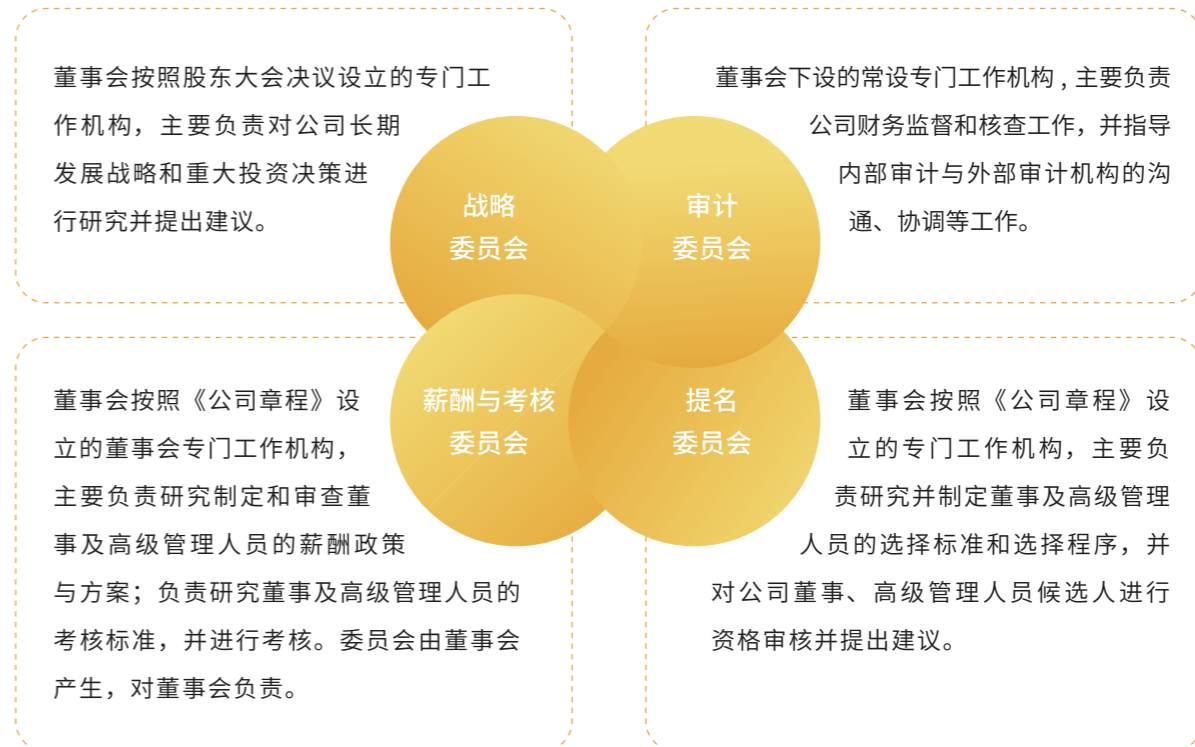 董事会按照股东大会决议设立的专门工
作机构，主要负责对公司长期
发展战略和重大投资决策进
行研究并提出建议。
战略
委员会
董事会下设的常设专门工作机构，主要负责
公司财务监督和核查工作，并指导
内部审计与外部审计机构的沟
通、协调等工作。
审计
委员会
董事会按照《公司章程》设
立的董事会专门工作机构，
主要负责研究制定和审查董
事及高级管理人员的薪酬政策
与方案；负责研究董事及高级管理人员的
考核标准，并进行考核。委员会由董事会
产生，对董事会负责。
薪酬与考核
委员会
提名
委员会
董事会按照《公司章程》设
立的专门工作机构，主要负
责研究并制定董事及高级管理
人员的选择标准和选择程序，并
对公司董事、高级管理人员候选人进行
资格审核并提出建议。